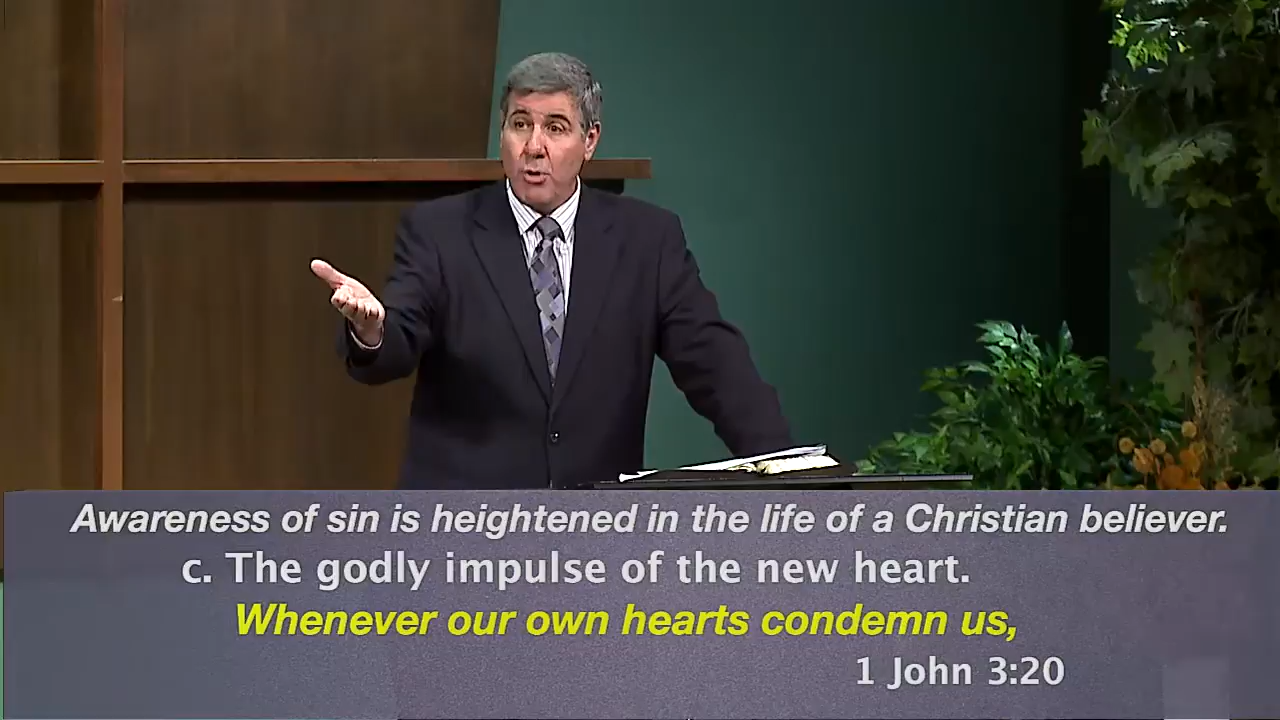 Awareness of sin is heightened in the life of a Christian believer.
c. The godly impulse of the new heart.
Whenever our own hearts condemn us,
1 John 3:20